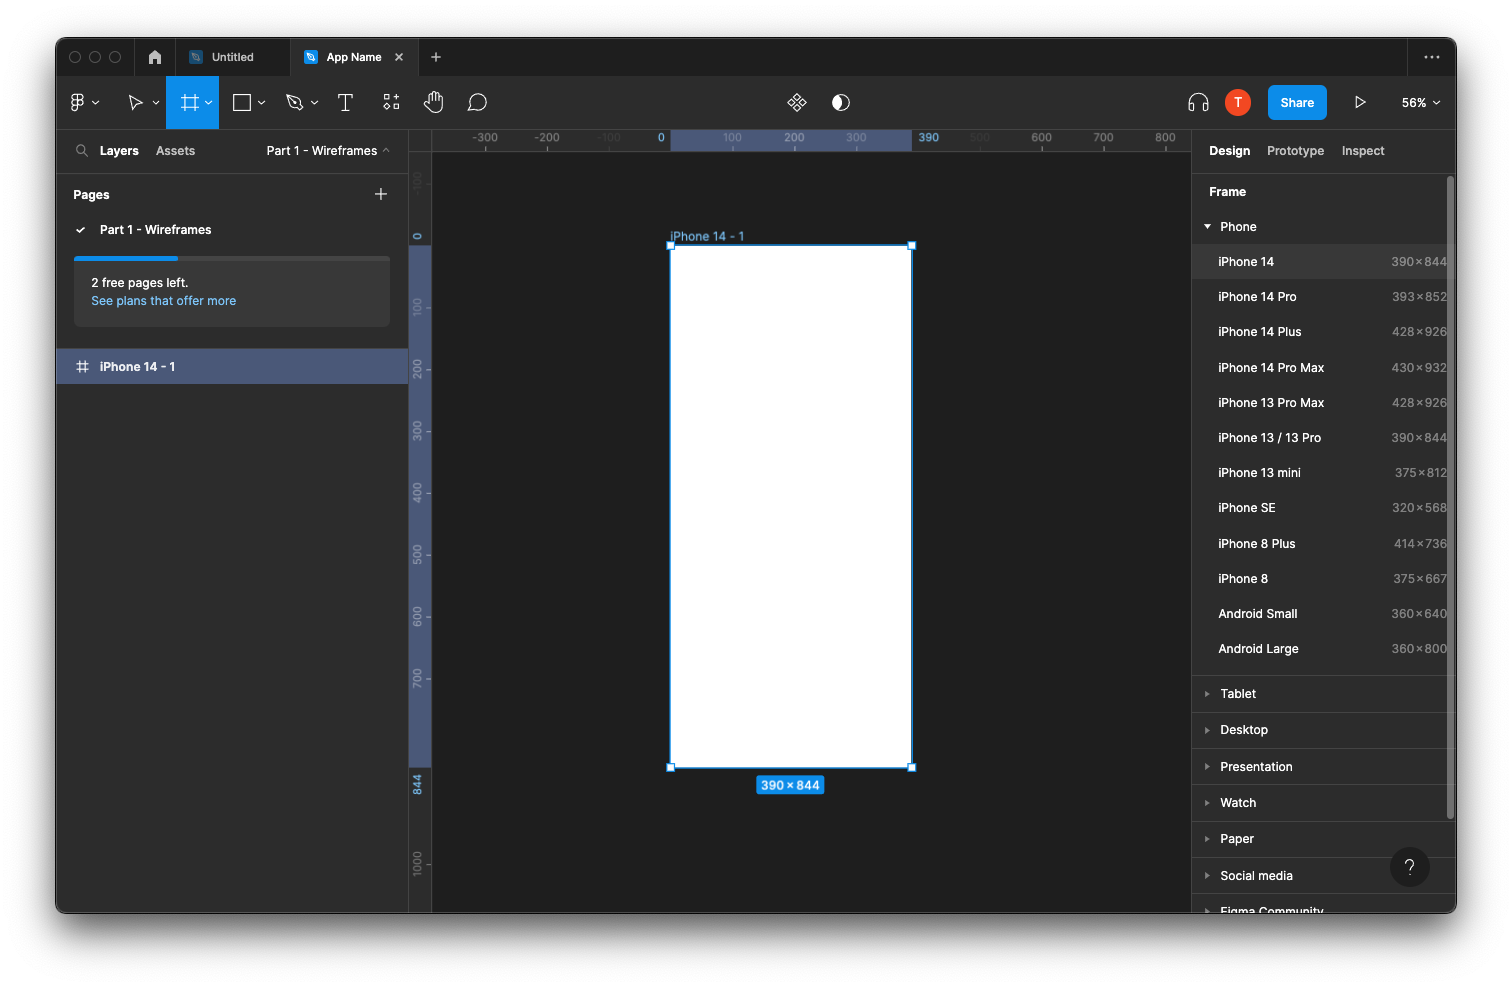 Untitled
App Name
T
Share
56%
Layers
Assets
Part 1 - Wireframes
Pages
Part 1 - Wireframes
2 free pages left.
See plans that offer more
iPhone 14 - 1
-300
-200
-100
0
100
200
300
390
500
600
700
800
-100
0
100
200
300
400
500
600
700
844
1000
iPhone 14 - 1
390 × 844
Design
Prototype
Inspect
Frame
Phone
iPhone 14 390×844
iPhone 14 Pro 393×852
iPhone 14 Plus 428×926
iPhone 14 Pro Max 430×932
iPhone 13 Pro Max 428×926
iPhone 13 / 13 Pro 390×844
iPhone 13 mini 375×812
iPhone SE 320×568
iPhone 8 Plus 414×736
iPhone 8 375×667
Android Small 360×640
Android Large 360×800
Tablet
Desktop
Presentation
Watch
Paper
Social media
Figma Community
?